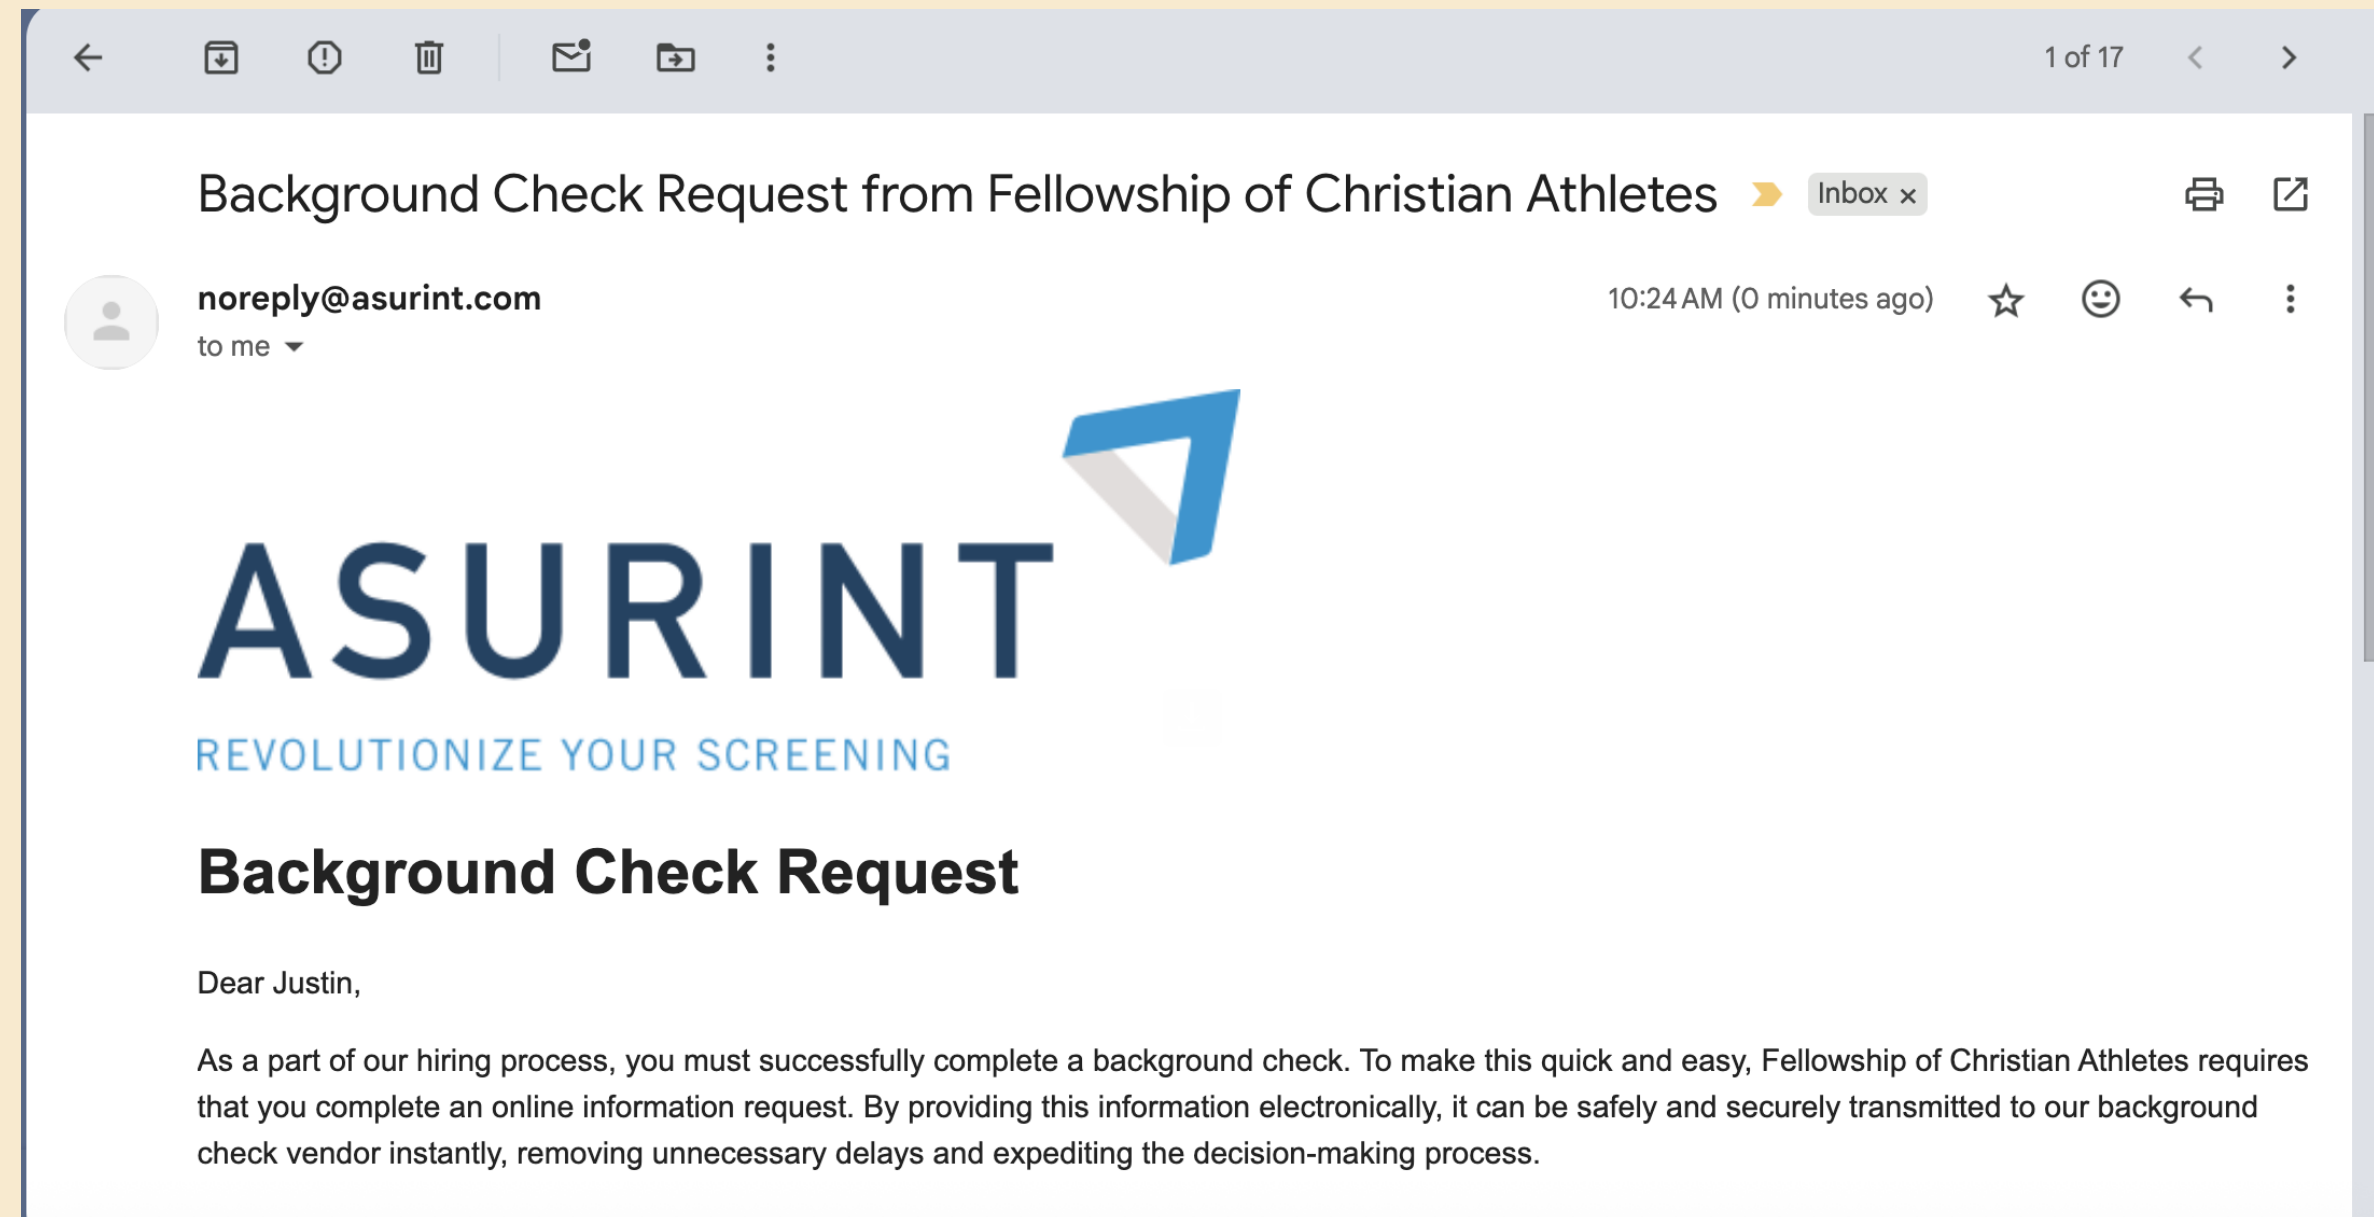 1 of 17
Background Check Request from Fellowship of Christian Athletes Inbox x
noreply@asurint.com 10:24 AM (0 minutes ago)
to me
ASURINT
REVOLUTIONIZE YOUR SCREENING
Background Check Request
Dear Justin,
As a part of our hiring process, you must successfully complete a background check. To make this quick and easy, Fellowship of Christian Athletes requires
that you complete an online information request. By providing this information electronically, it can be safely and securely transmitted to our background
check vendor instantly, removing unnecessary delays and expediting the decision-making process.